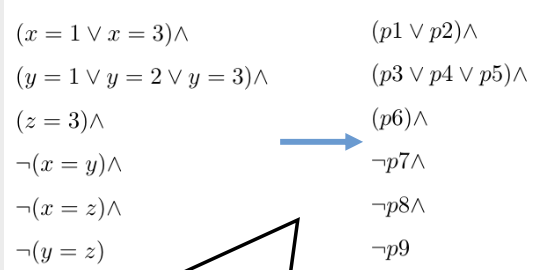 (x = 1 ∨ x = 3)∧
(y = 1 ∨ y = 2 ∨ y = 3)∧
(z = 3)∧
¬(x = y)∧
¬(x = z)∧
¬(y = z)
(p1 ∨ p2)∧
(p3 ∨ p4 ∨ p5)∧
(p6)∧
¬p7∧
¬p8∧
¬p9